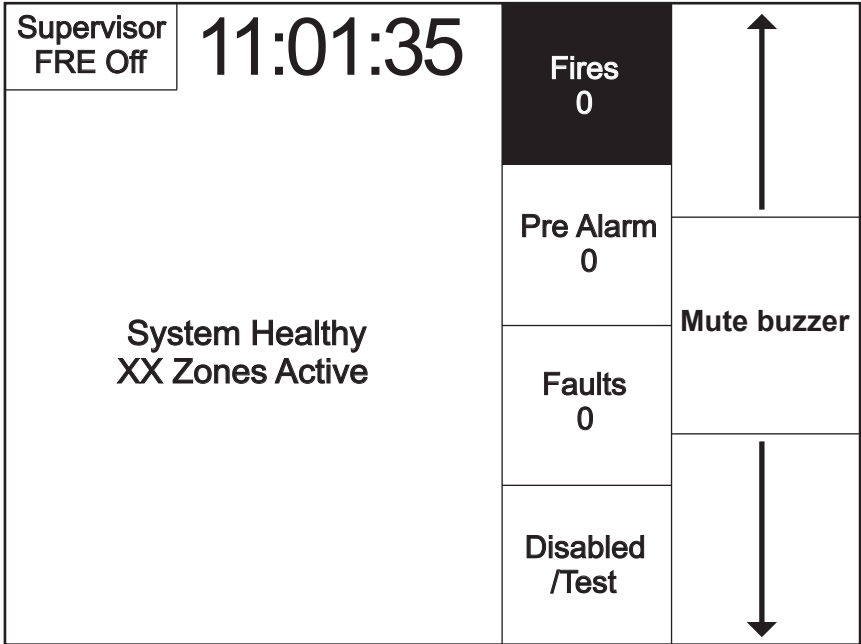 Supervisor
FRE Off
11:01:35
Fires
0
Pre Alarm
0
System Healthy
XX Zones Active
Mute buzzer
Faults
0
Disabled
/Test